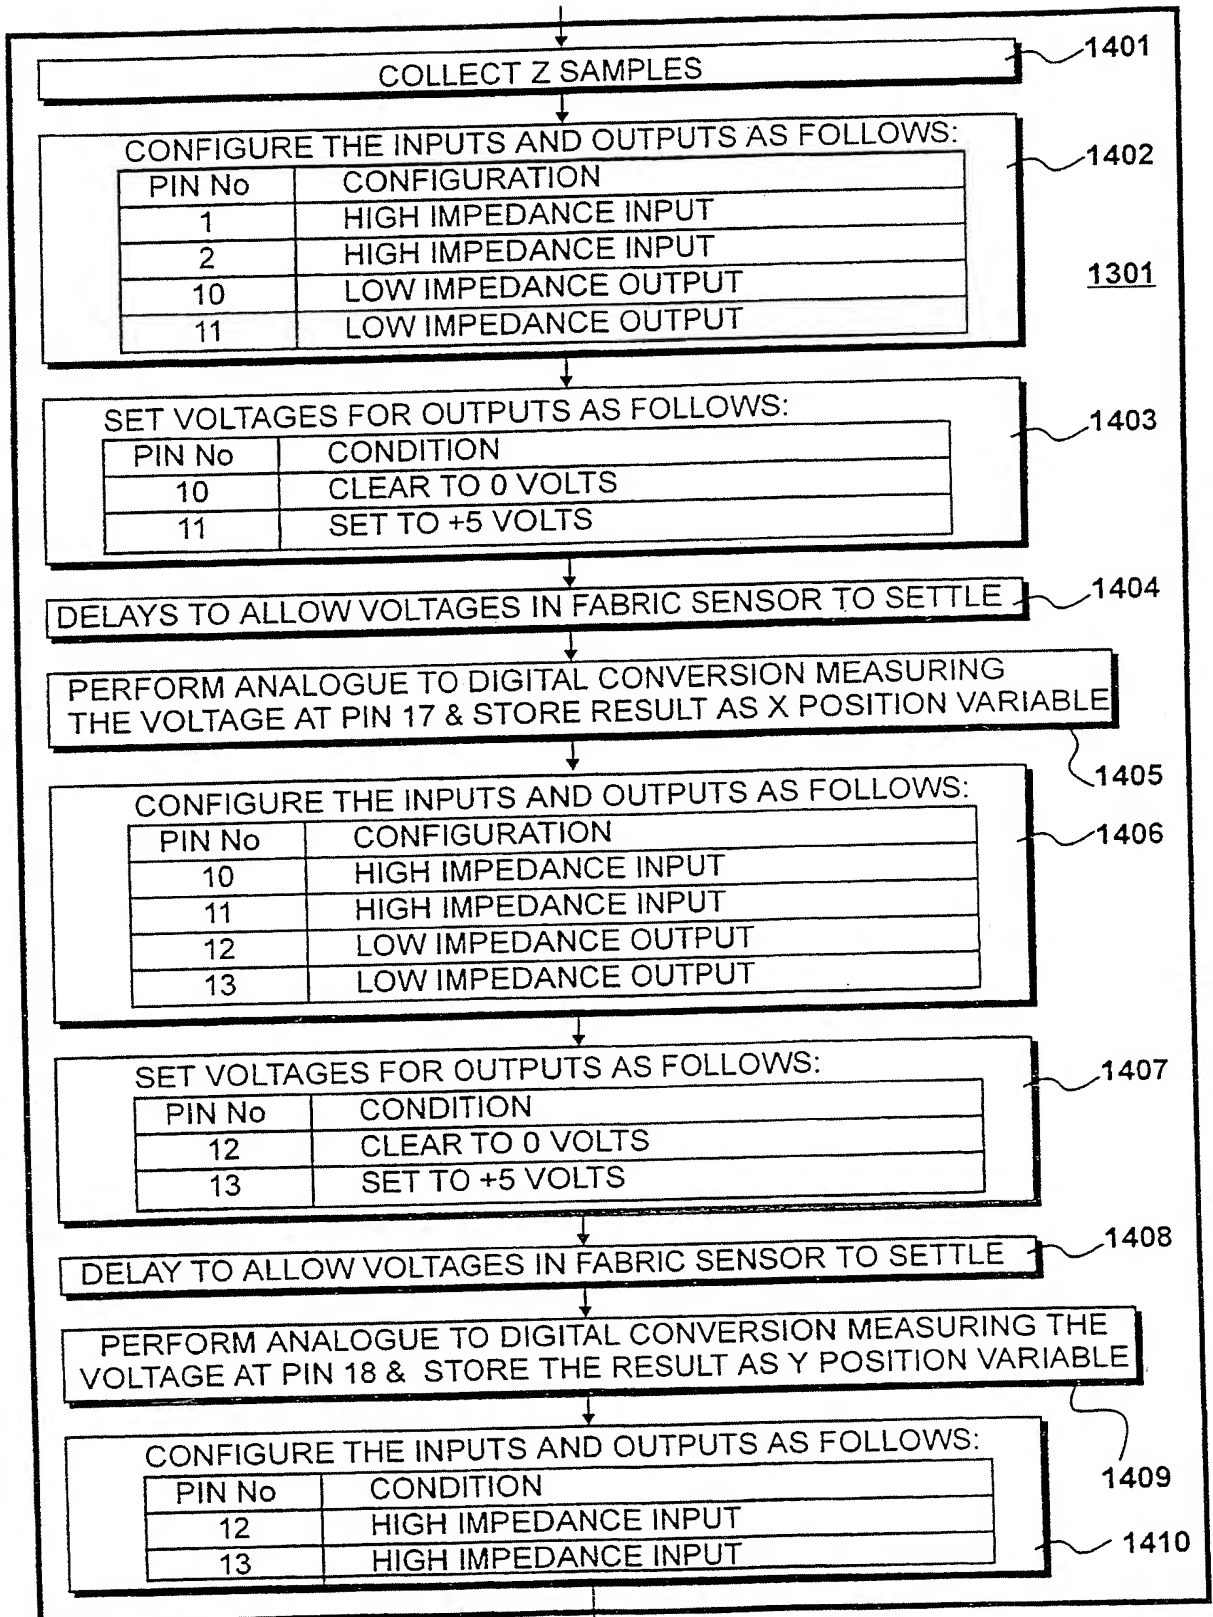 COLLECT Z SAMPLES
1401
CONFIGURE THE INPUTS AND OUTPUTS AS FOLLOWS:
1402
PIN No CONFIGURATION
1 HIGH IMPEDANCE INPUT
2 HIGH IMPEDANCE INPUT
10 LOW IMPEDANCE OUTPUT
11 LOW IMPEDANCE OUTPUT
1301
SET VOLTAGES FOR OUTPUTS AS FOLLOWS:
1403
PIN No CONDITION
10 CLEAR TO 0 VOLTS
11 SET TO +5 VOLTS
DELAYS TO ALLOW VOLTAGES IN FABRIC SENSOR TO SETTLE
1404
PERFORM ANALOGUE TO DIGITAL CONVERSION MEASURING
THE VOLTAGE AT PIN 17 & STORE RESULT AS X POSITION VARIABLE
1405
CONFIGURE THE INPUTS AND OUTPUTS AS FOLLOWS:
1406
PIN No CONFIGURATION
10 HIGH IMPEDANCE INPUT
11 HIGH IMPEDANCE INPUT
12 LOW IMPEDANCE OUTPUT
13 LOW IMPEDANCE OUTPUT
SET VOLTAGES FOR OUTPUTS AS FOLLOWS:
1407
PIN No CONDITION
12 CLEAR TO 0 VOLTS
13 SET TO +5 VOLTS
DELAY TO ALLOW VOLTAGES IN FABRIC SENSOR TO SETTLE
1408
PERFORM ANALOGUE TO DIGITAL CONVERSION MEASURING THE
VOLTAGE AT PIN 18 & STORE THE RESULT AS Y POSITION VARIABLE
1409
CONFIGURE THE INPUTS AND OUTPUTS AS FOLLOWS:
PIN No CONDITION
12 HIGH IMPEDANCE INPUT
13 HIGH IMPEDANCE INPUT
1410